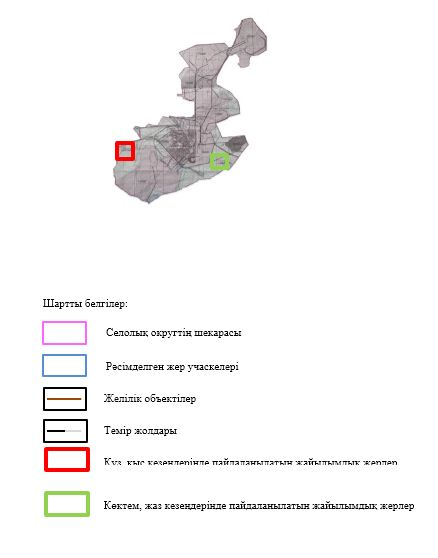 Шартты белгілер:
Селолық округтің шекарасы
Рәсімделген жер учаскелері
Желілік объектілер
Темір жолдары
Күз, қыс кезеңдерінде пайдаланылатын жайылымдық жерлер
Көктем, жаз кезеңдерінде пайдаланылатын жайылымдық жерлер